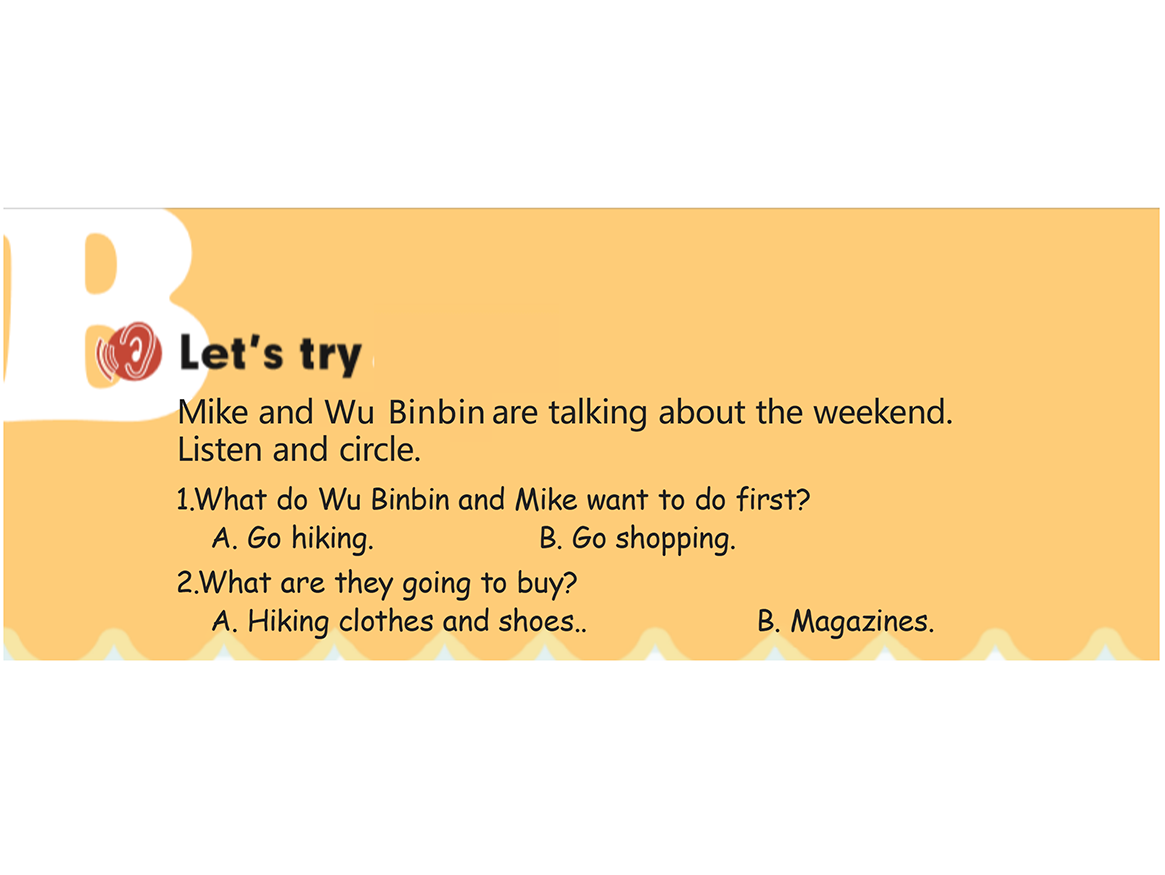 B
Let's try
Mike and Wu Binbin are talking about the weekend.
Listen and circle.
1.What do Wu Binbin and Mike want to do first?
A. Go hiking. B. Go shopping.
2.What are they going to buy?
A. Hiking clothes and shoes.. B. Magazines.